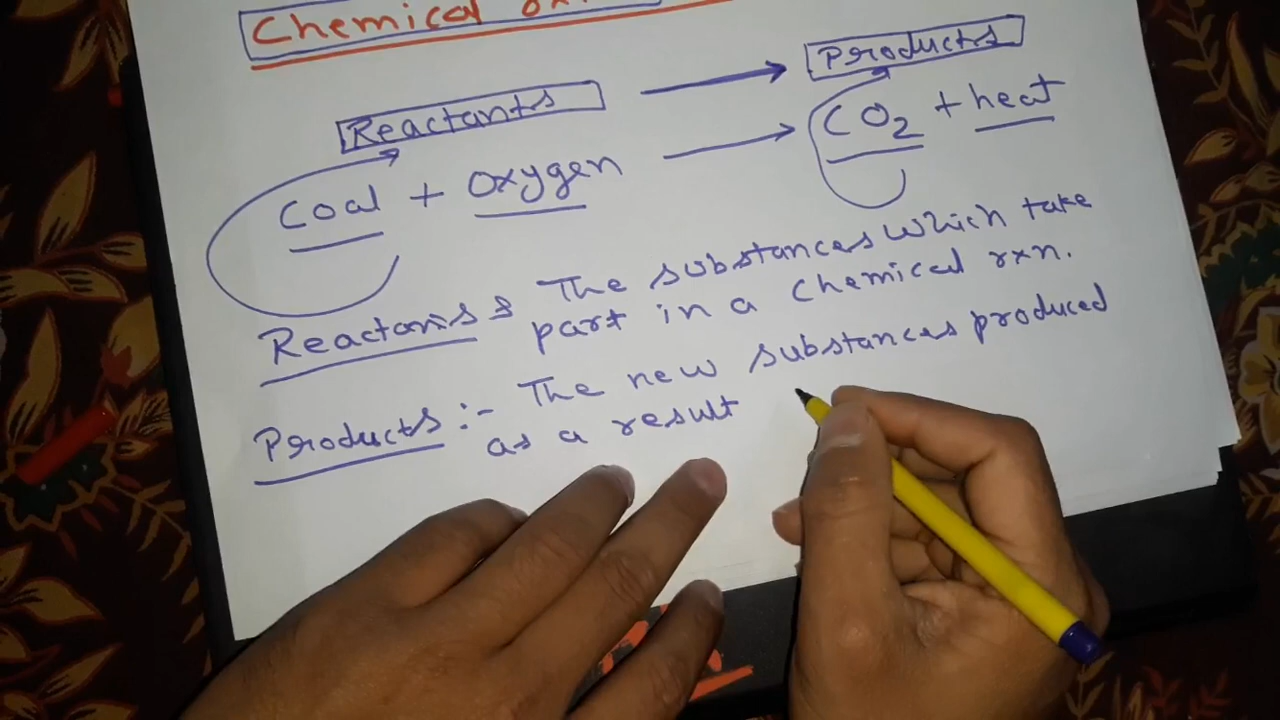 Chemical rxn
Reactants → Products
Coal + Oxygen → CO2 + heat
Reactants : The substances which take
part in a chemical rxn.
Products :- The new substances produced
as a result